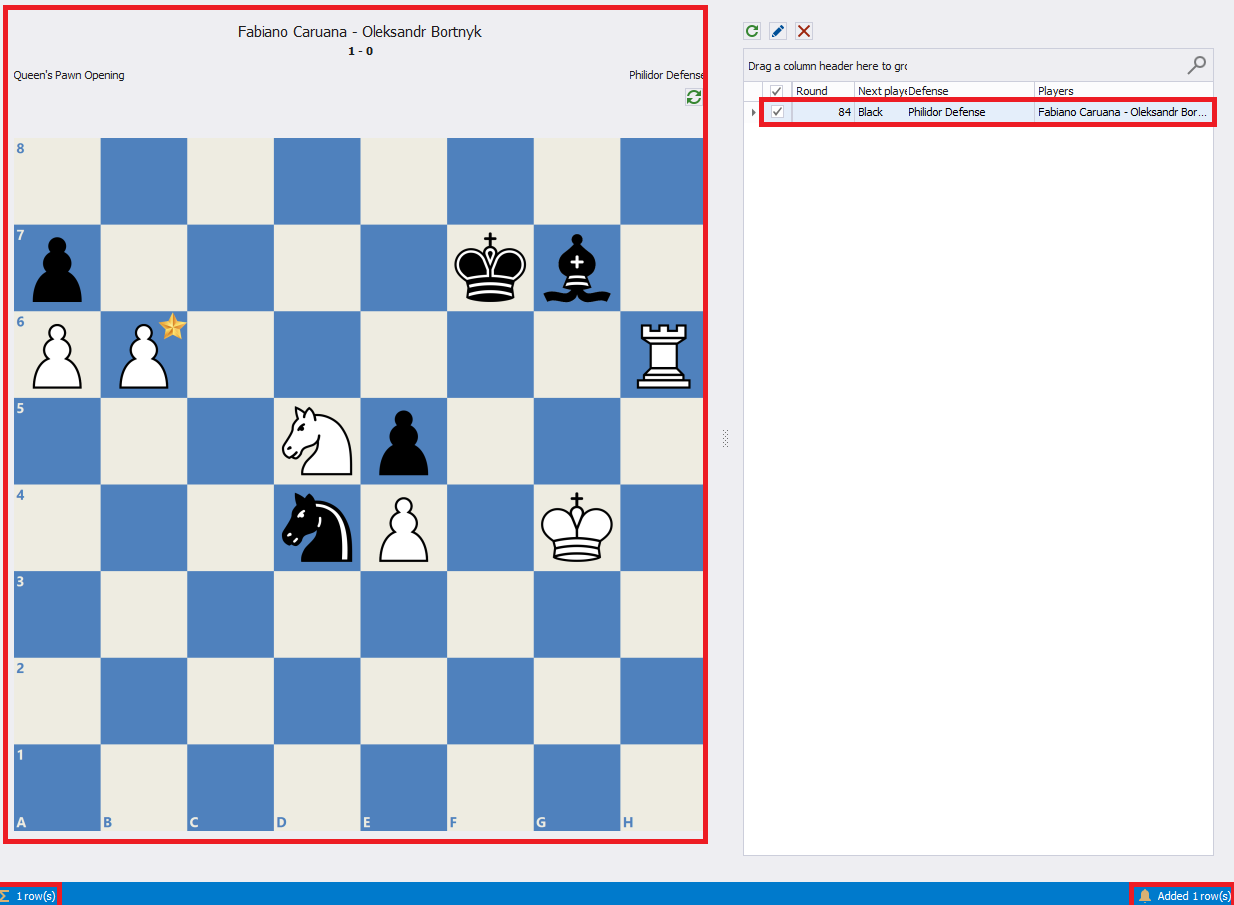 Fabiano Caruana - Oleksandr Bortnyk
1 - 0
Queen's Pawn Opening
Philidor Defense
8
7
6
5
4
3
2
1
A B C D E F G H
Drag a column header here to gro
Round Next playe Defense Players
84 Black Philidor Defense Fabiano Caruana - Oleksandr Bor...
Σ 1 row(s)
Added 1 row(s)